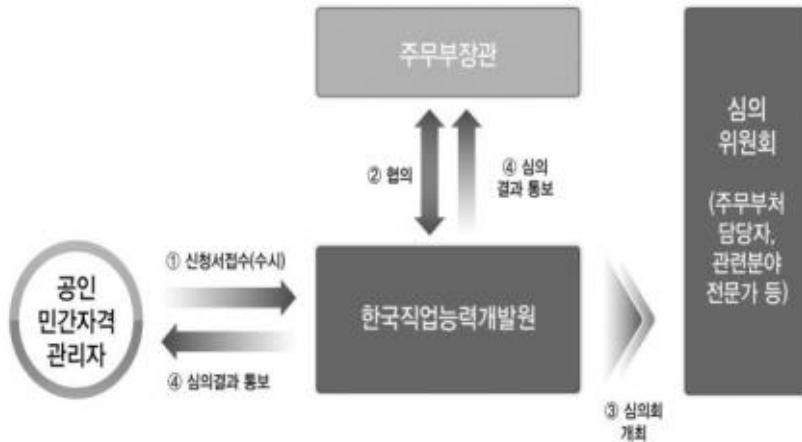 주무부장관
② 협의
④ 심의
결과 통보
심의
위원회
(주무부처
담당자,
관련분야
전문가 등)
① 신청서접수(수시)
공인
민간자격
관리자
한국직업능력개발원
④ 심의결과 통보
③ 심의회
개최